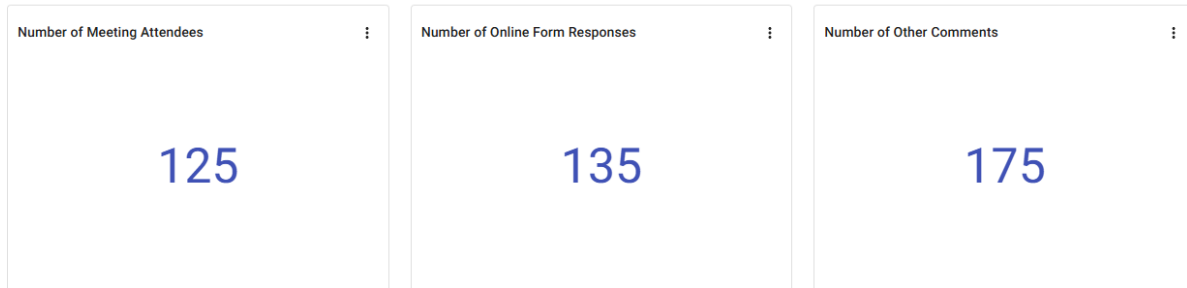 Number of Meeting Attendees
125
Number of Online Form Responses
135
Number of Other Comments
175